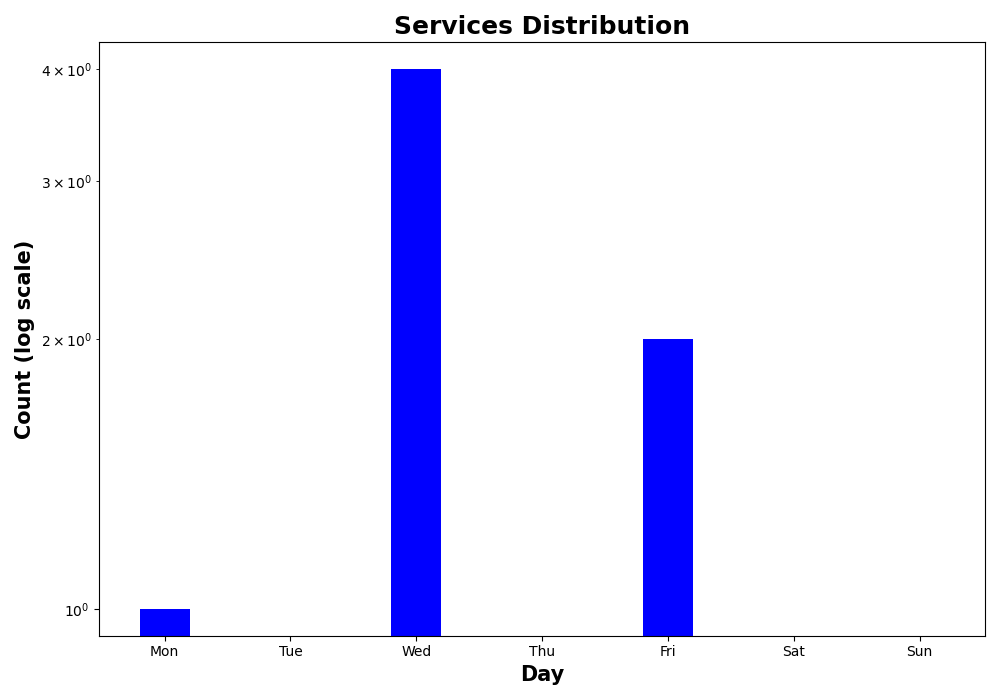 Services Distribution
4 × 10⁰
3 × 10⁰
2 × 10⁰
10⁰
Count (log scale)
Mon Tue Wed Thu Fri Sat Sun
Day